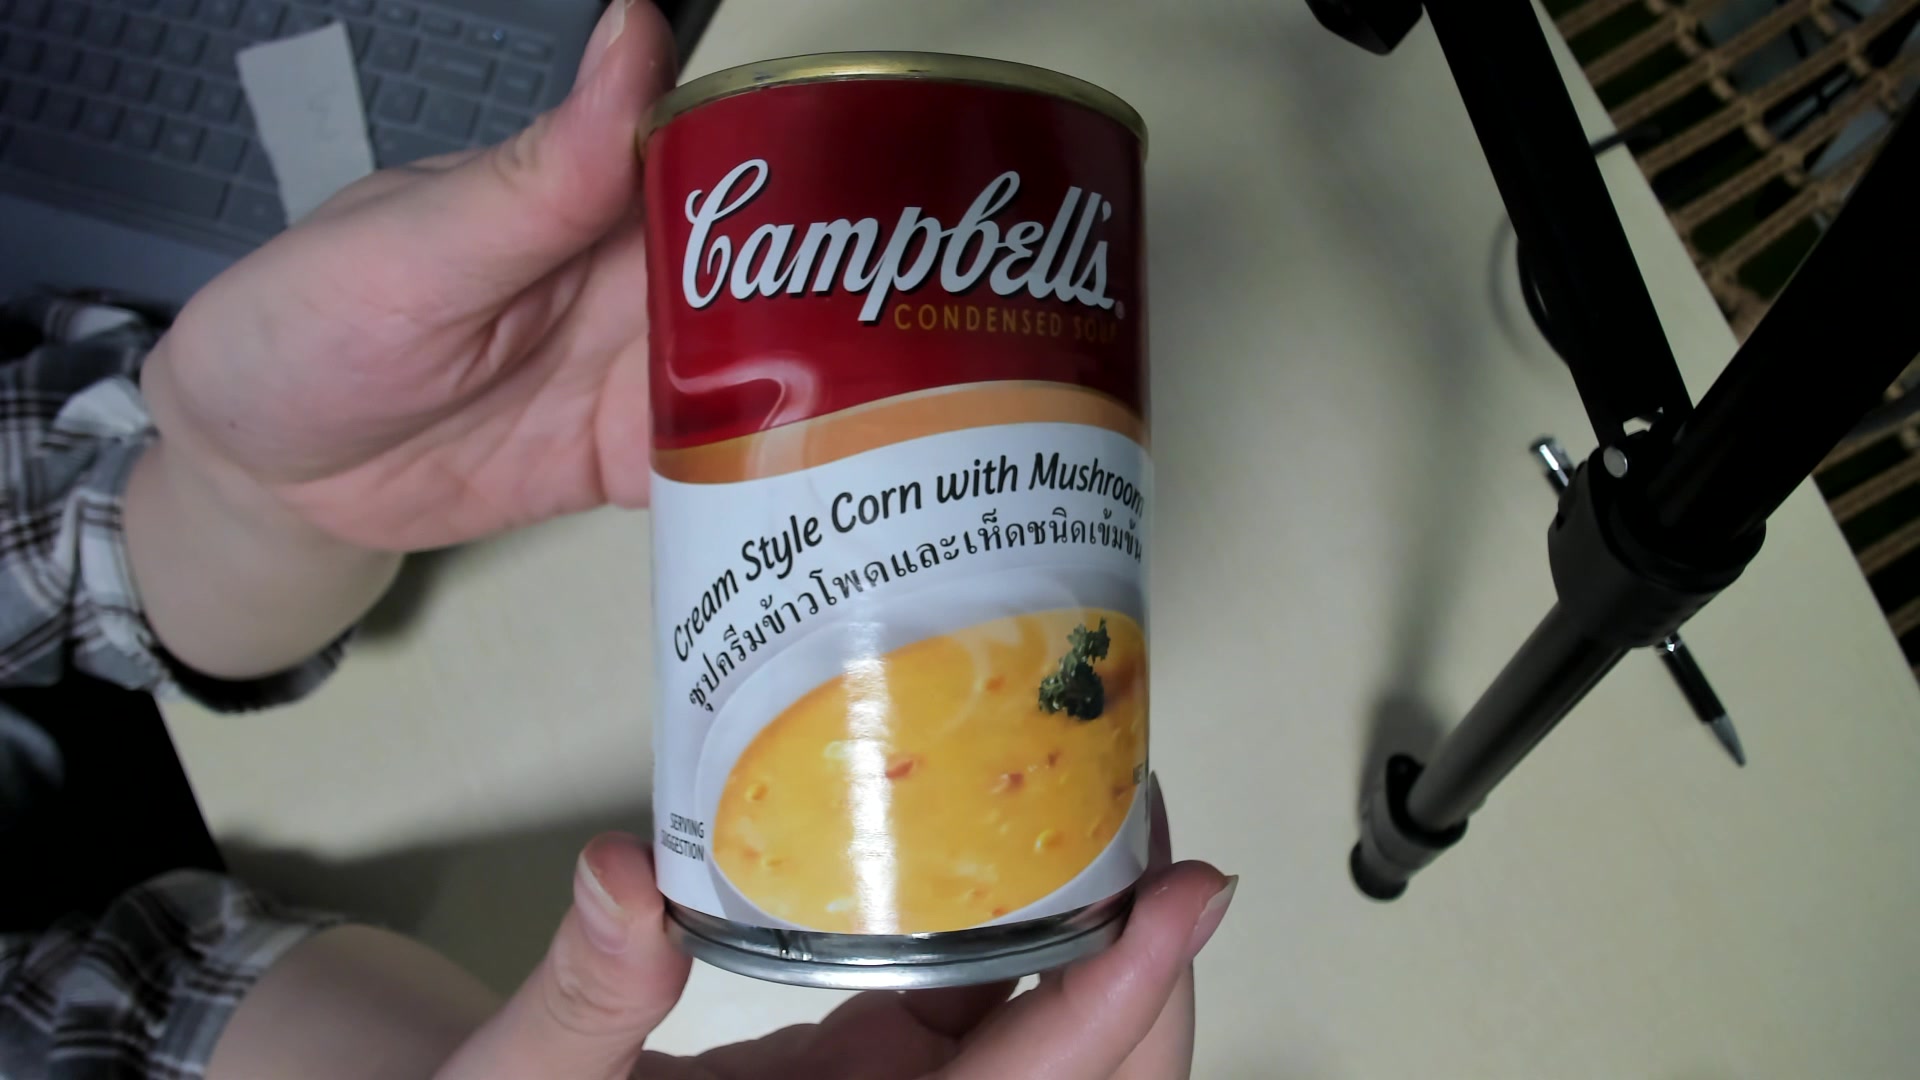 Campbell's®
CONDENSED SOUP
Cream Style Corn with Mushroom
ซุปครีมข้าวโพดและเห็ดชนิดเข้มข้น
SERVING
SUGGESTION